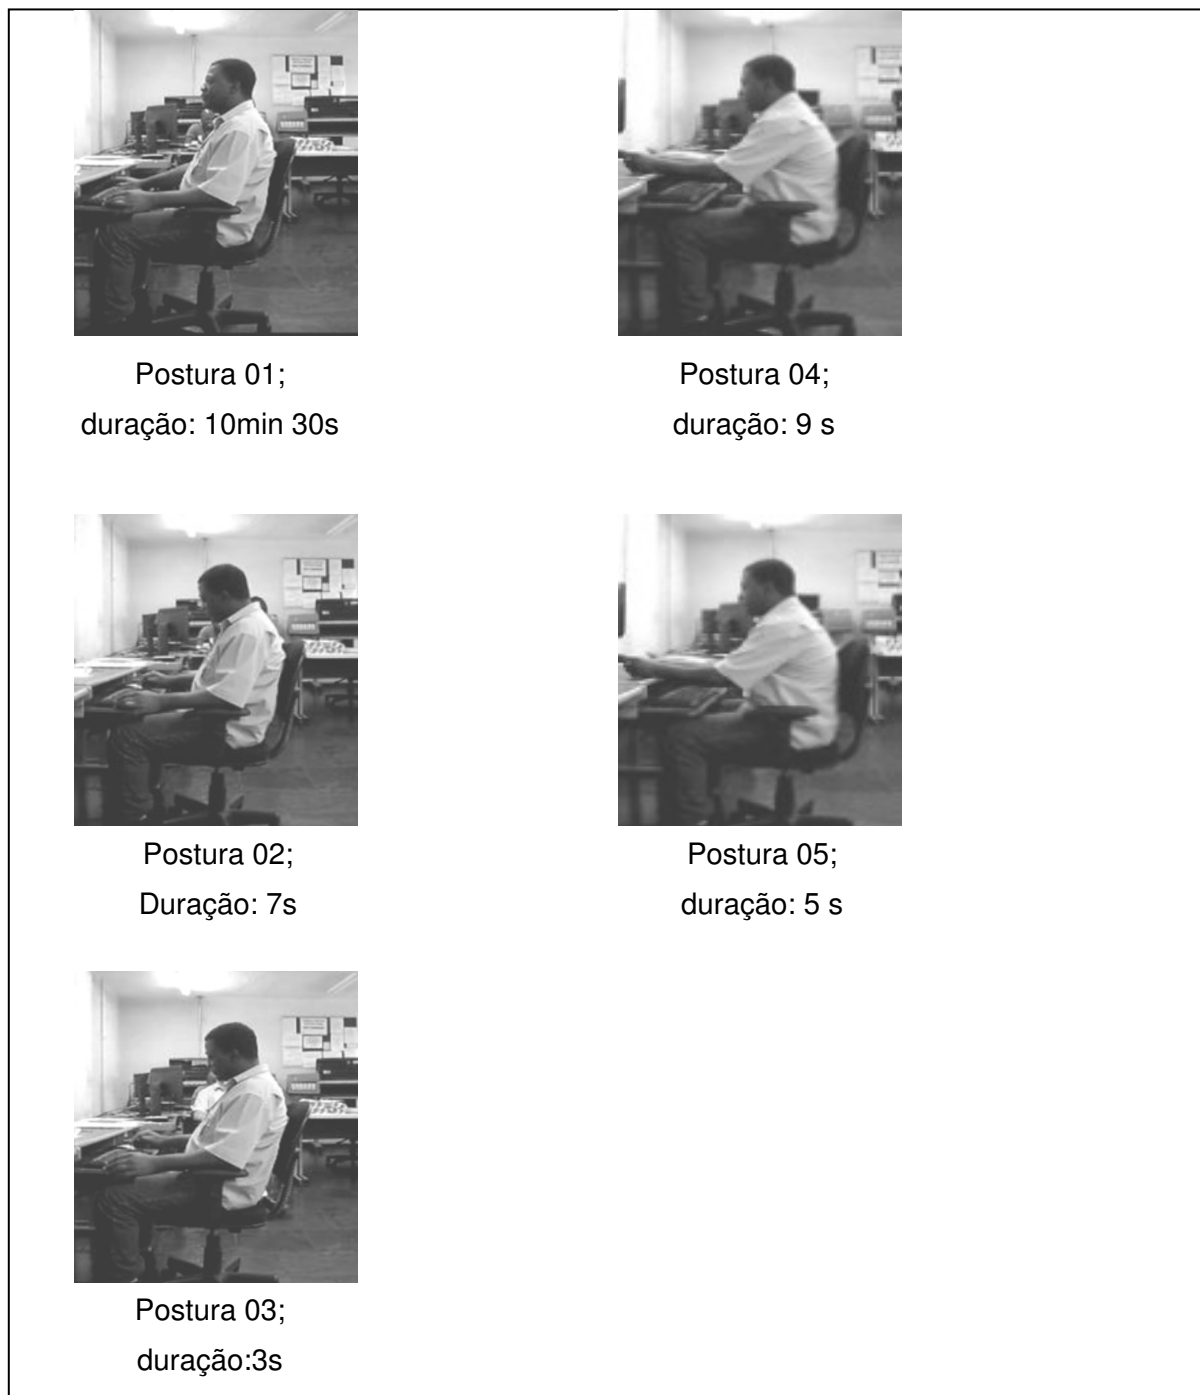 Postura 01;
duração: 10min 30s
Postura 04;
duração: 9 s
Postura 02;
Duração: 7s
Postura 05;
duração: 5 s
Postura 03;
duração:3s